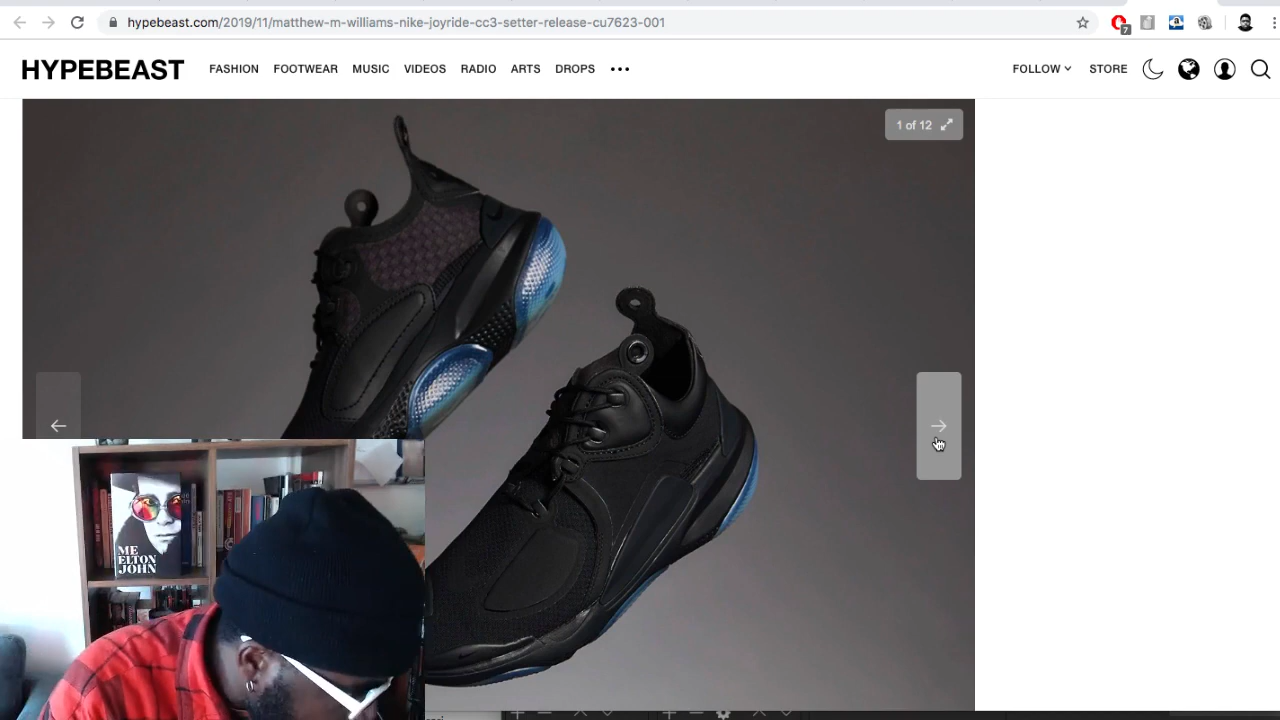 hypebeast.com/2019/11/matthew-m-williams-nike-joyride-cc3-setter-release-cu7623-001
7
HYPEBEAST FASHION FOOTWEAR MUSIC VIDEOS RADIO ARTS DROPS ••• FOLLOW STORE
1 of 12
ME
ELTON
JOHN